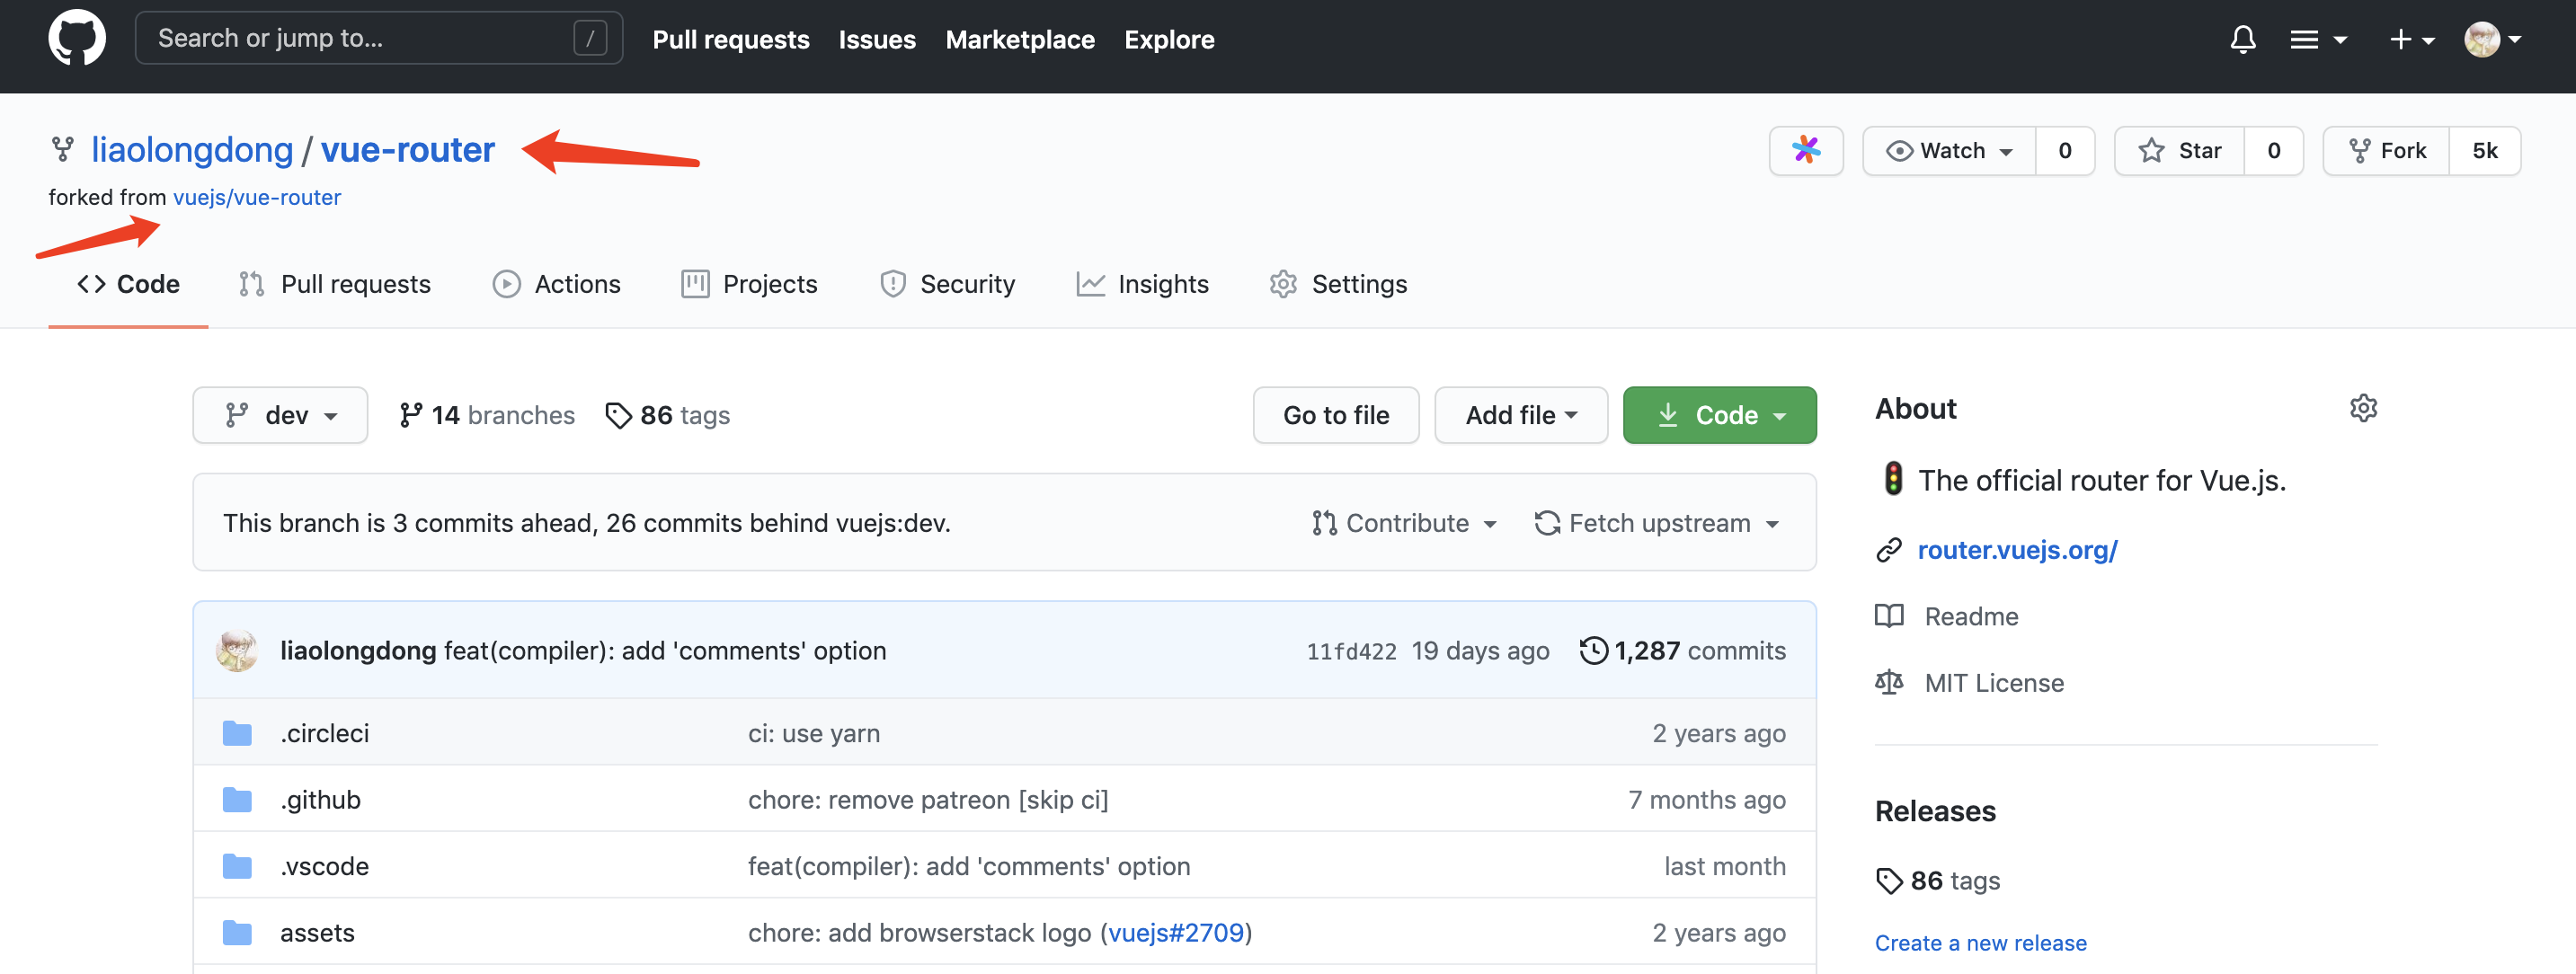 Search or jump to... / Pull requests Issues Marketplace Explore
liaolongdong / vue-router Watch 0 Star 0 Fork 5k
forked from vuejs/vue-router
Code Pull requests Actions Projects Security Insights Settings
dev 14 branches 86 tags Go to file Add file Code
About
The official router for Vue.js.
This branch is 3 commits ahead, 26 commits behind vuejs:dev. Contribute Fetch upstream
router.vuejs.org/
Readme
liaolongdong feat(compiler): add 'comments' option 11fd422 19 days ago 1,287 commits
MIT License
.circleci ci: use yarn 2 years ago
.github chore: remove patreon [skip ci] 7 months ago
Releases
.vscode feat(compiler): add 'comments' option last month
86 tags
assets chore: add browserstack logo (vuejs#2709) 2 years ago
Create a new release